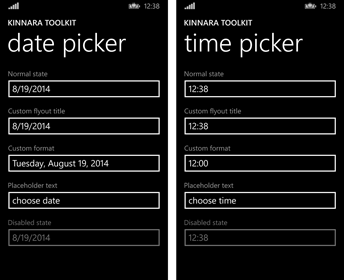 12:38
KINNARA TOOLKIT
date picker
Normal state
8/19/2014
Custom flyout title
8/19/2014
Custom format
Tuesday, August 19, 2014
Placeholder text
choose date
Disabled state
8/19/2014
12:38
KINNARA TOOLKIT
time picker
Normal state
12:38
Custom flyout title
12:38
Custom format
12:00
Placeholder text
choose time
Disabled state
12:38